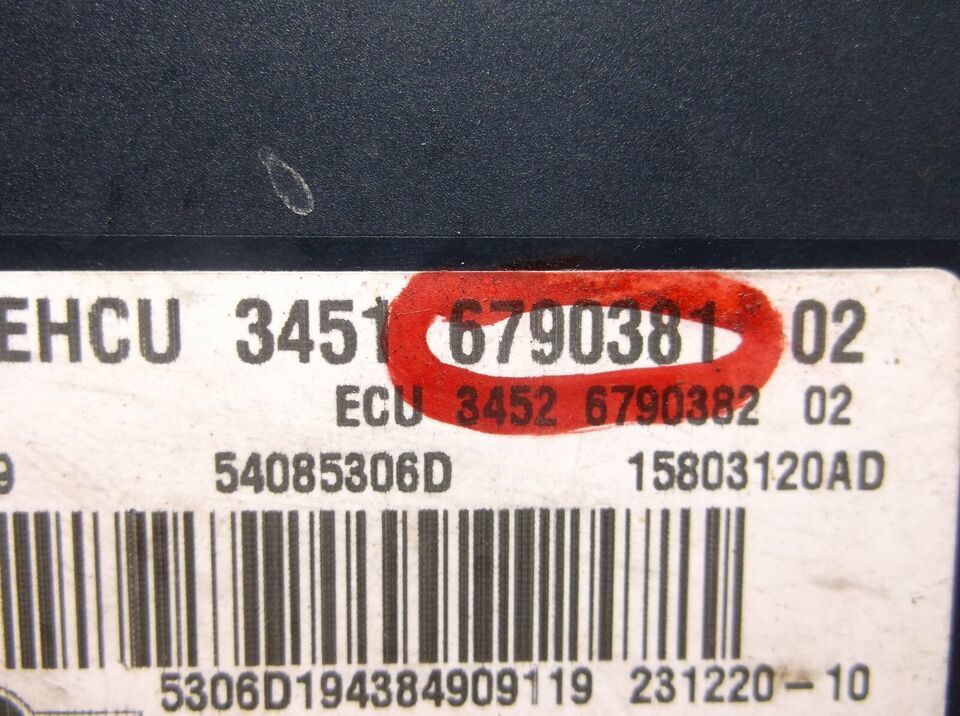 EHCU 3451 6790381 02
ECU 3452 6790382 02
9 54085306D 15803120AD
5306D194384909119 231220-10